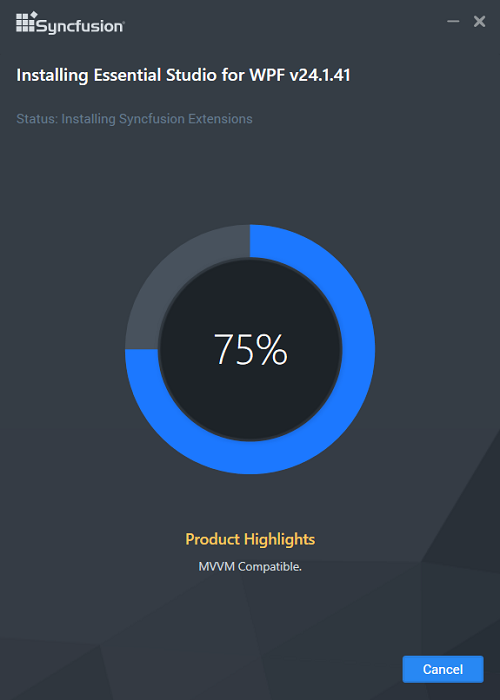 Syncfusion®
Installing Essential Studio for WPF v24.1.41
Status: Installing Syncfusion Extensions
75%
Product Highlights
MVVM Compatible.
Cancel